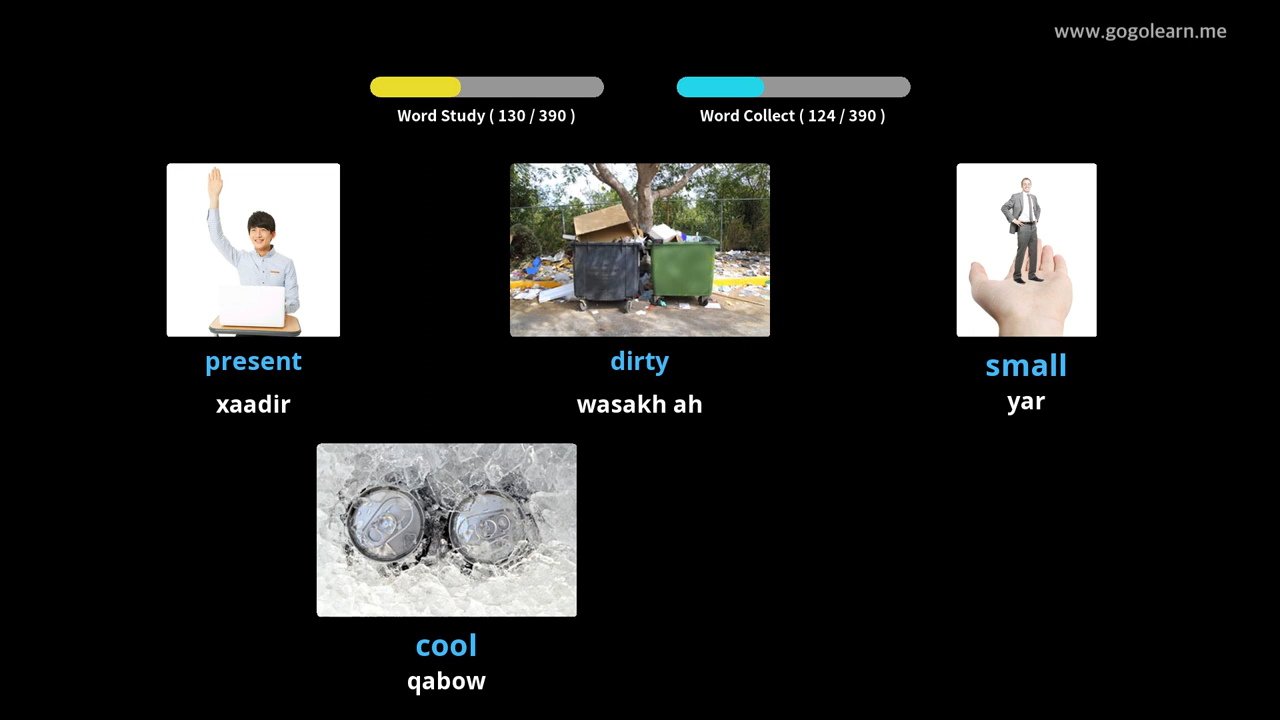 www.gogolearn.me
Word Study ( 130 / 390 )
Word Collect ( 124 / 390 )
present
dirty
small
xaadir
wasakh ah
yar
cool
qabow